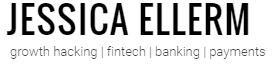 JESSICA ELLERM
growth hacking | fintech | banking | payments